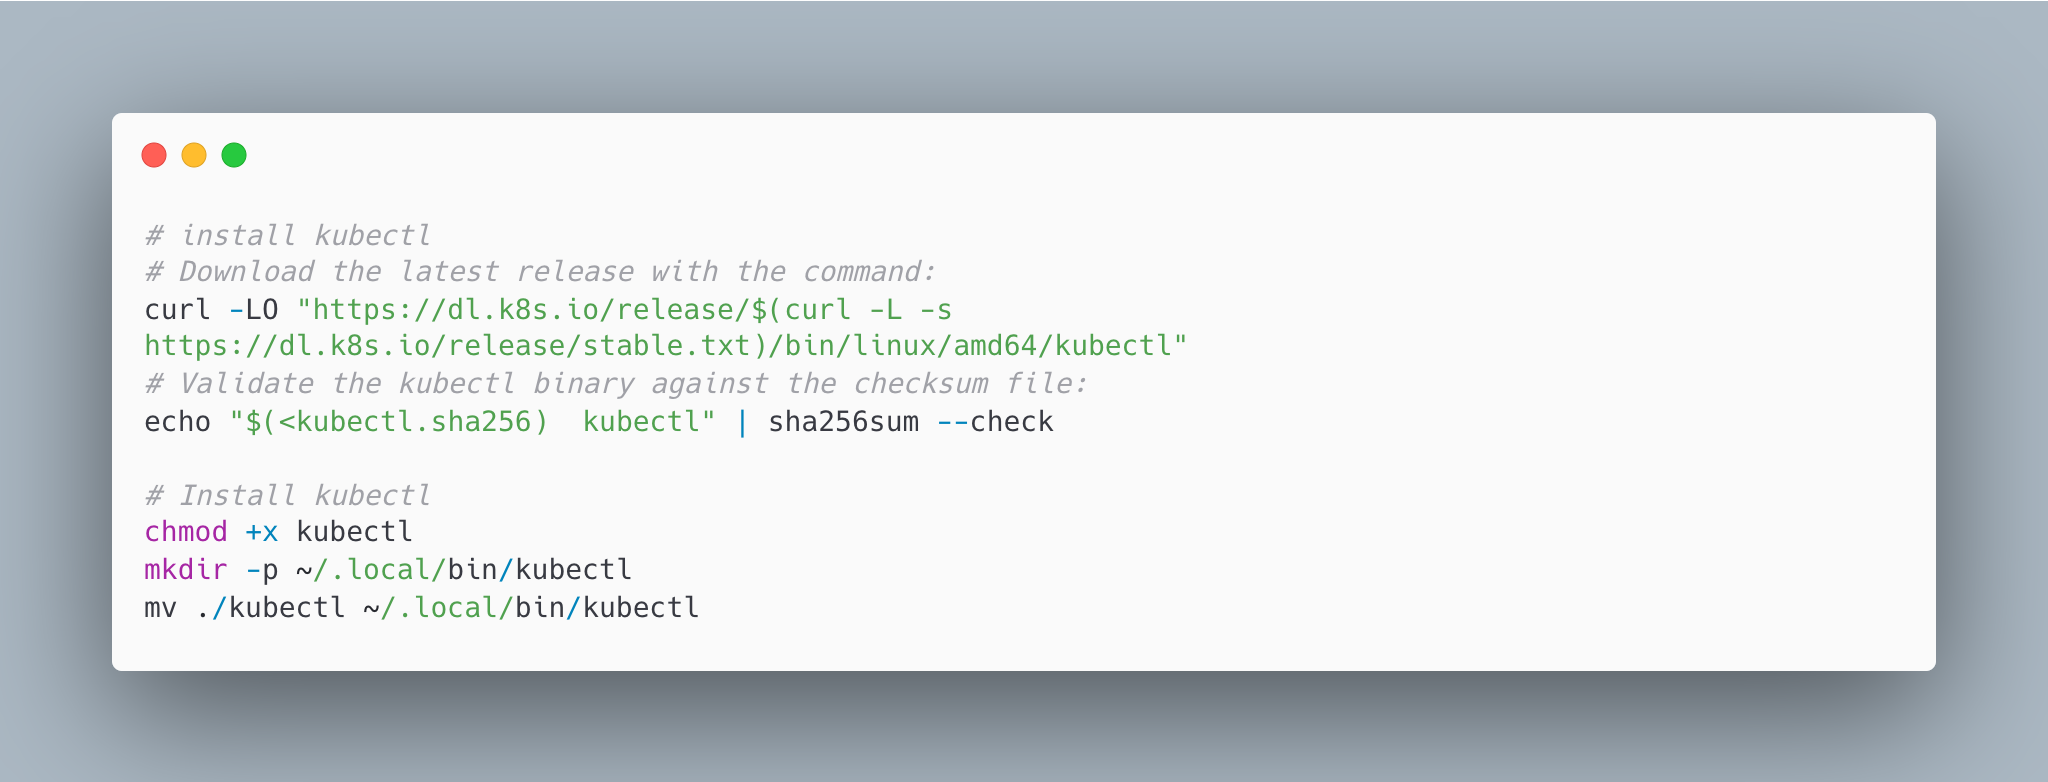 # install kubectl
# Download the latest release with the command:
curl -LO "https://dl.k8s.io/release/$(curl -L -s
https://dl.k8s.io/release/stable.txt)/bin/linux/amd64/kubectl"
# Validate the kubectl binary against the checksum file:
echo "$(<kubectl.sha256)  kubectl" | sha256sum --check
# Install kubectl
chmod +x kubectl
mkdir -p ~/.local/bin/kubectl
mv ./kubectl ~/.local/bin/kubectl